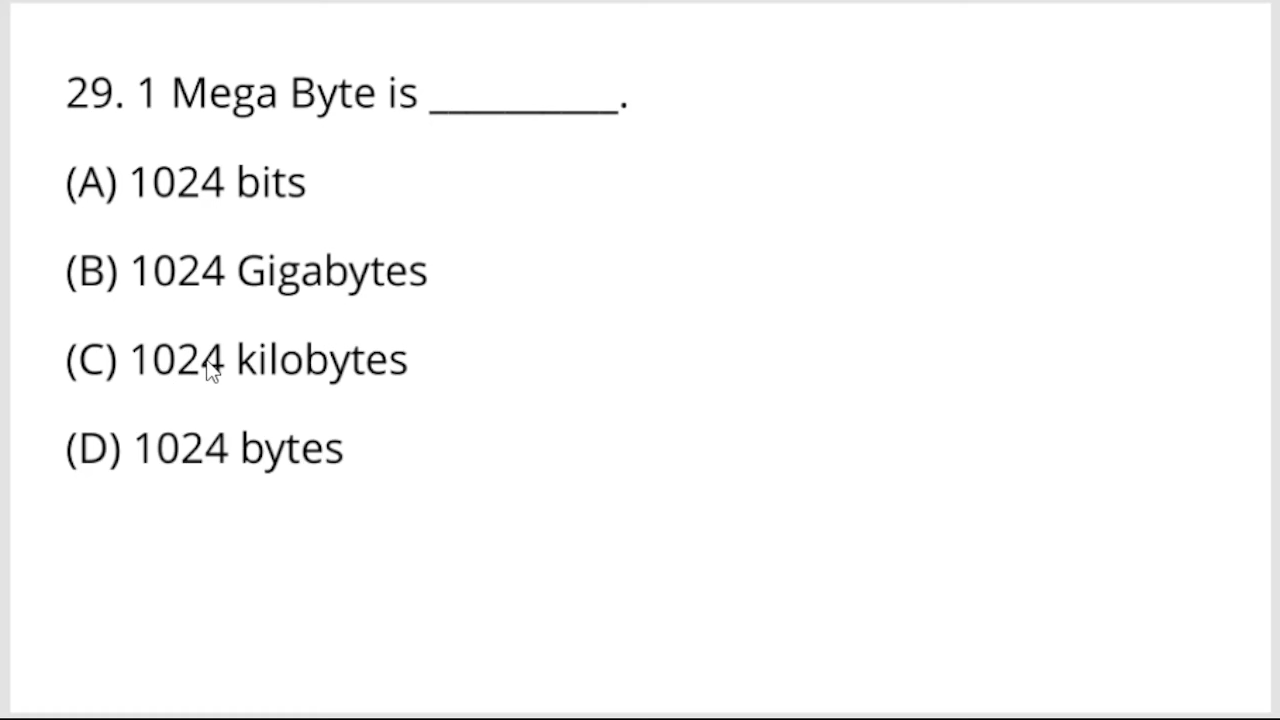 29. 1 Mega Byte is __________.
(A) 1024 bits
(B) 1024 Gigabytes
(C) 1024 kilobytes
(D) 1024 bytes